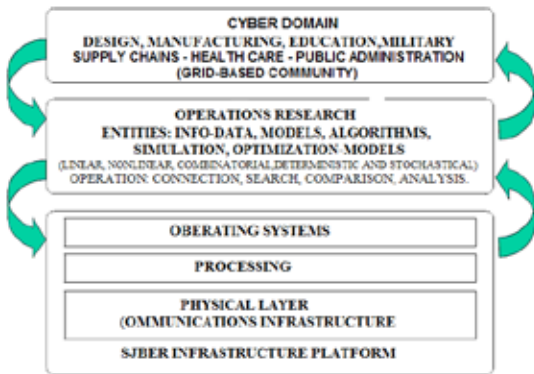 CYBER DOMAIN
DESIGN, MANUFACTURING, EDUCATION,MILITARY
SUPPLY CHAINS - HEALTH CARE - PUBLIC ADMINISTRATION
(GRID-BASED COMMUNITY)
OPERATIONS RESEARCH
ENTITIES: INFO-DATA, MODELS, ALGORITHMS,
SIMULATION, OPTIMIZATION-MODELS
(LINEAR, NONLINEAR, COMBINATORIAL,DETERMINISTIC AND STOCHASTICAL)
OPERATION: CONNECTION, SEARCH, COMPARISON, ANALYSIS.
OBERATING SYSTEMS
PROCESSING
PHYSICAL LAYER
(OMMUNICATIONS INFRASTRUCTURE
SJBER INFRASTRUCTURE PLATFORM